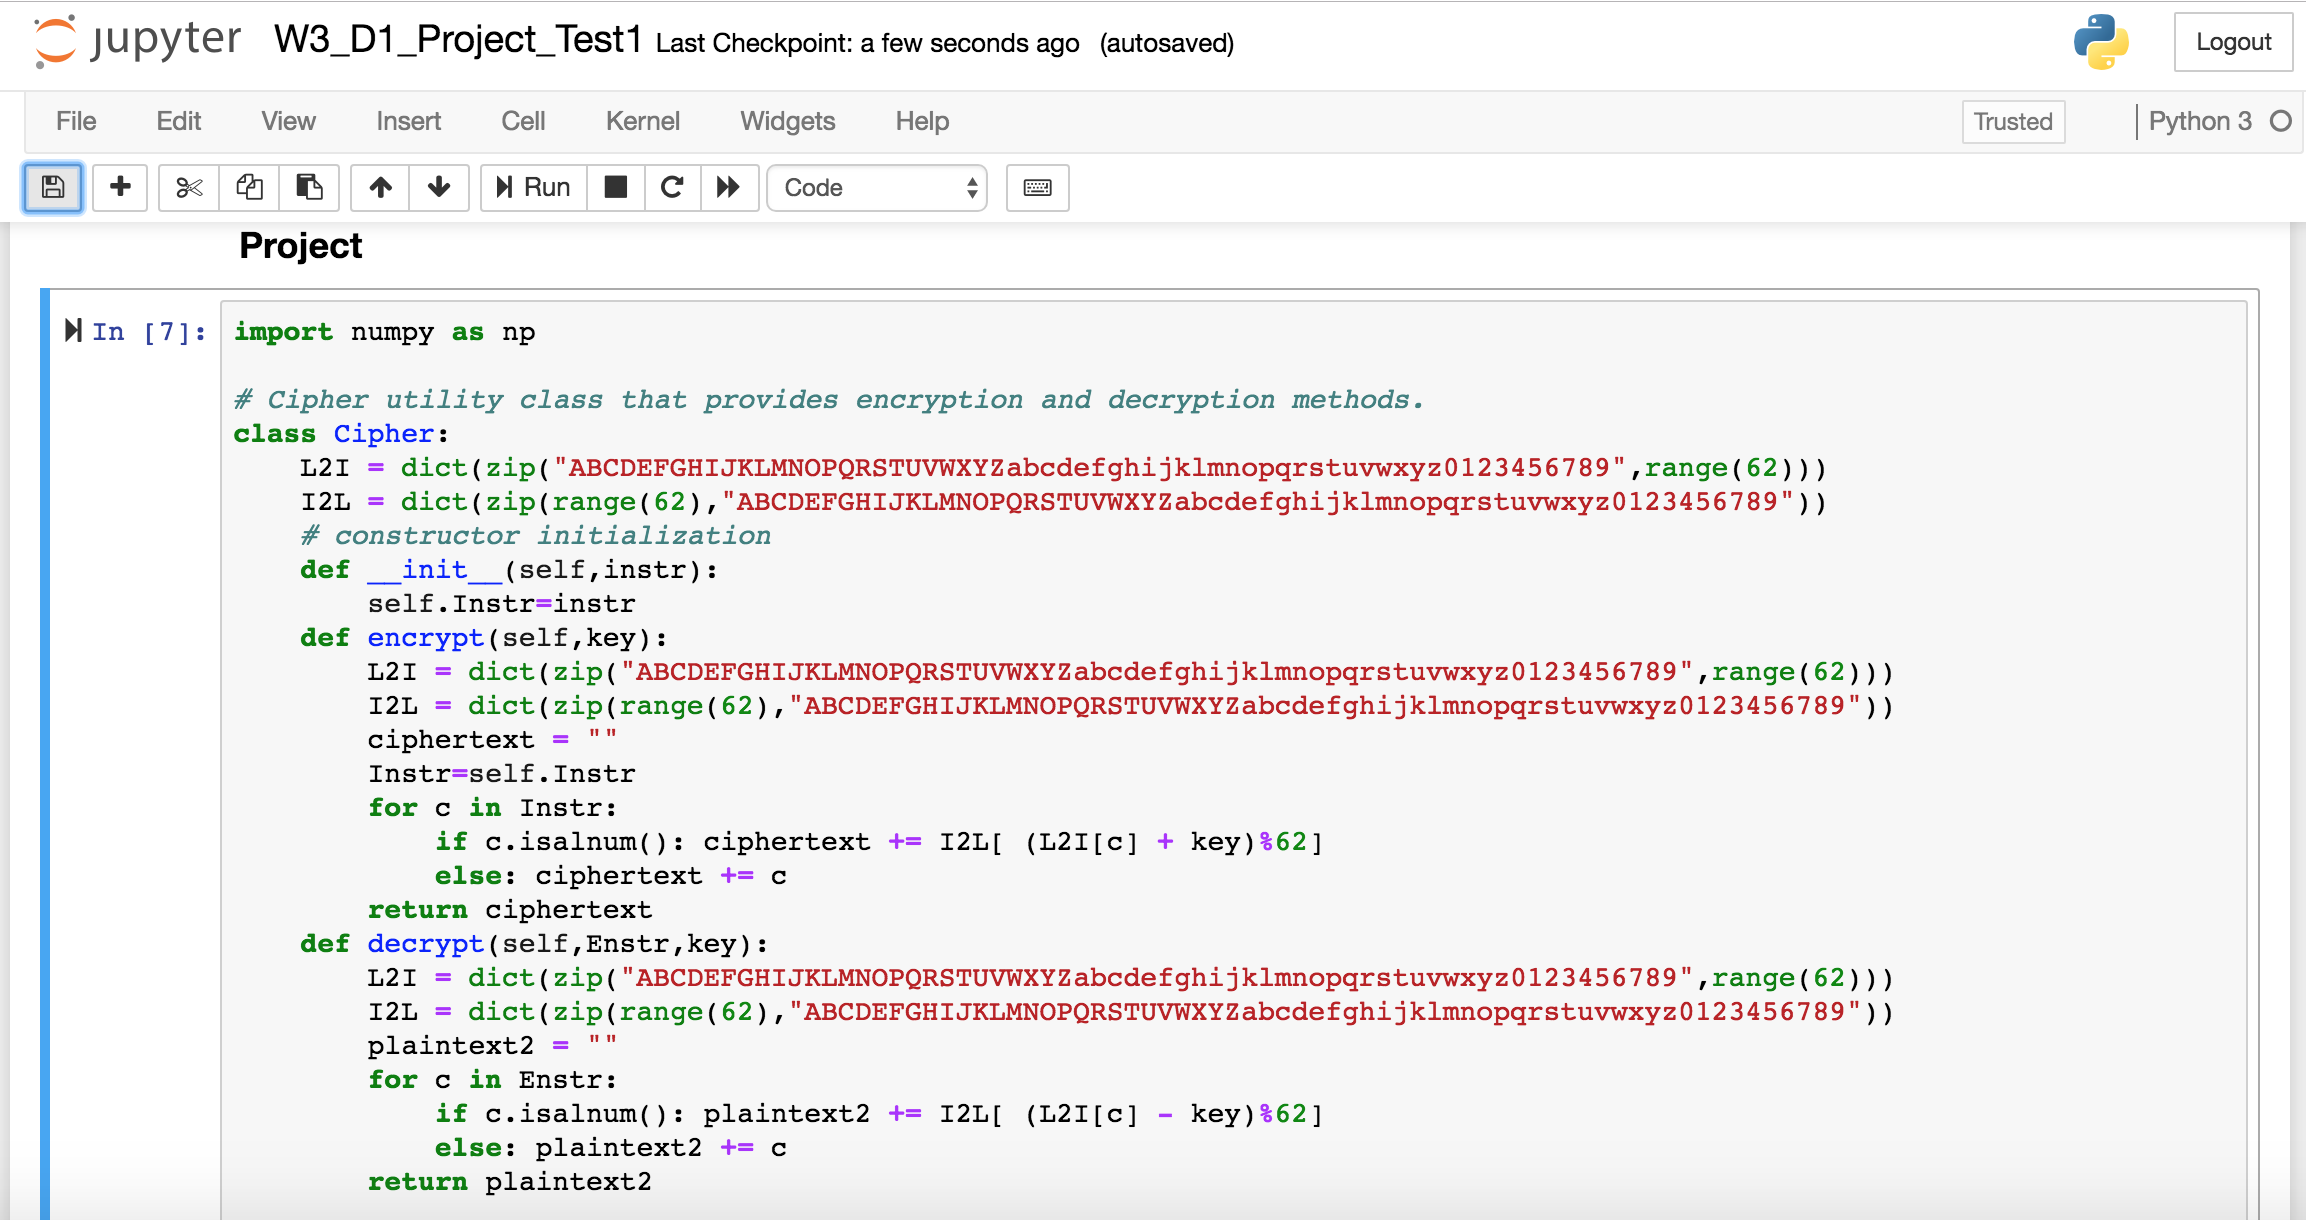 jupyter W3_D1_Project_Test1 Last Checkpoint: a few seconds ago (autosaved) Logout
File Edit View Insert Cell Kernel Widgets Help Trusted Python 3
Run Code
Project
In [7]: import numpy as np
# Cipher utility class that provides encryption and decryption methods.
class Cipher:
    L2I = dict(zip("ABCDEFGHIJKLMNOPQRSTUVWXYZabcdefghijklmnopqrstuvwxyz0123456789",range(62)))
    I2L = dict(zip(range(62),"ABCDEFGHIJKLMNOPQRSTUVWXYZabcdefghijklmnopqrstuvwxyz0123456789"))
    # constructor initialization
    def __init__(self,instr):
        self.Instr=instr
    def encrypt(self,key):
        L2I = dict(zip("ABCDEFGHIJKLMNOPQRSTUVWXYZabcdefghijklmnopqrstuvwxyz0123456789",range(62)))
        I2L = dict(zip(range(62),"ABCDEFGHIJKLMNOPQRSTUVWXYZabcdefghijklmnopqrstuvwxyz0123456789"))
        ciphertext = ""
        Instr=self.Instr
        for c in Instr:
            if c.isalnum(): ciphertext += I2L[ (L2I[c] + key)%62]
            else: ciphertext += c
        return ciphertext
    def decrypt(self,Enstr,key):
        L2I = dict(zip("ABCDEFGHIJKLMNOPQRSTUVWXYZabcdefghijklmnopqrstuvwxyz0123456789",range(62)))
        I2L = dict(zip(range(62),"ABCDEFGHIJKLMNOPQRSTUVWXYZabcdefghijklmnopqrstuvwxyz0123456789"))
        plaintext2 = ""
        for c in Enstr:
            if c.isalnum(): plaintext2 += I2L[ (L2I[c] - key)%62]
            else: plaintext2 += c
        return plaintext2